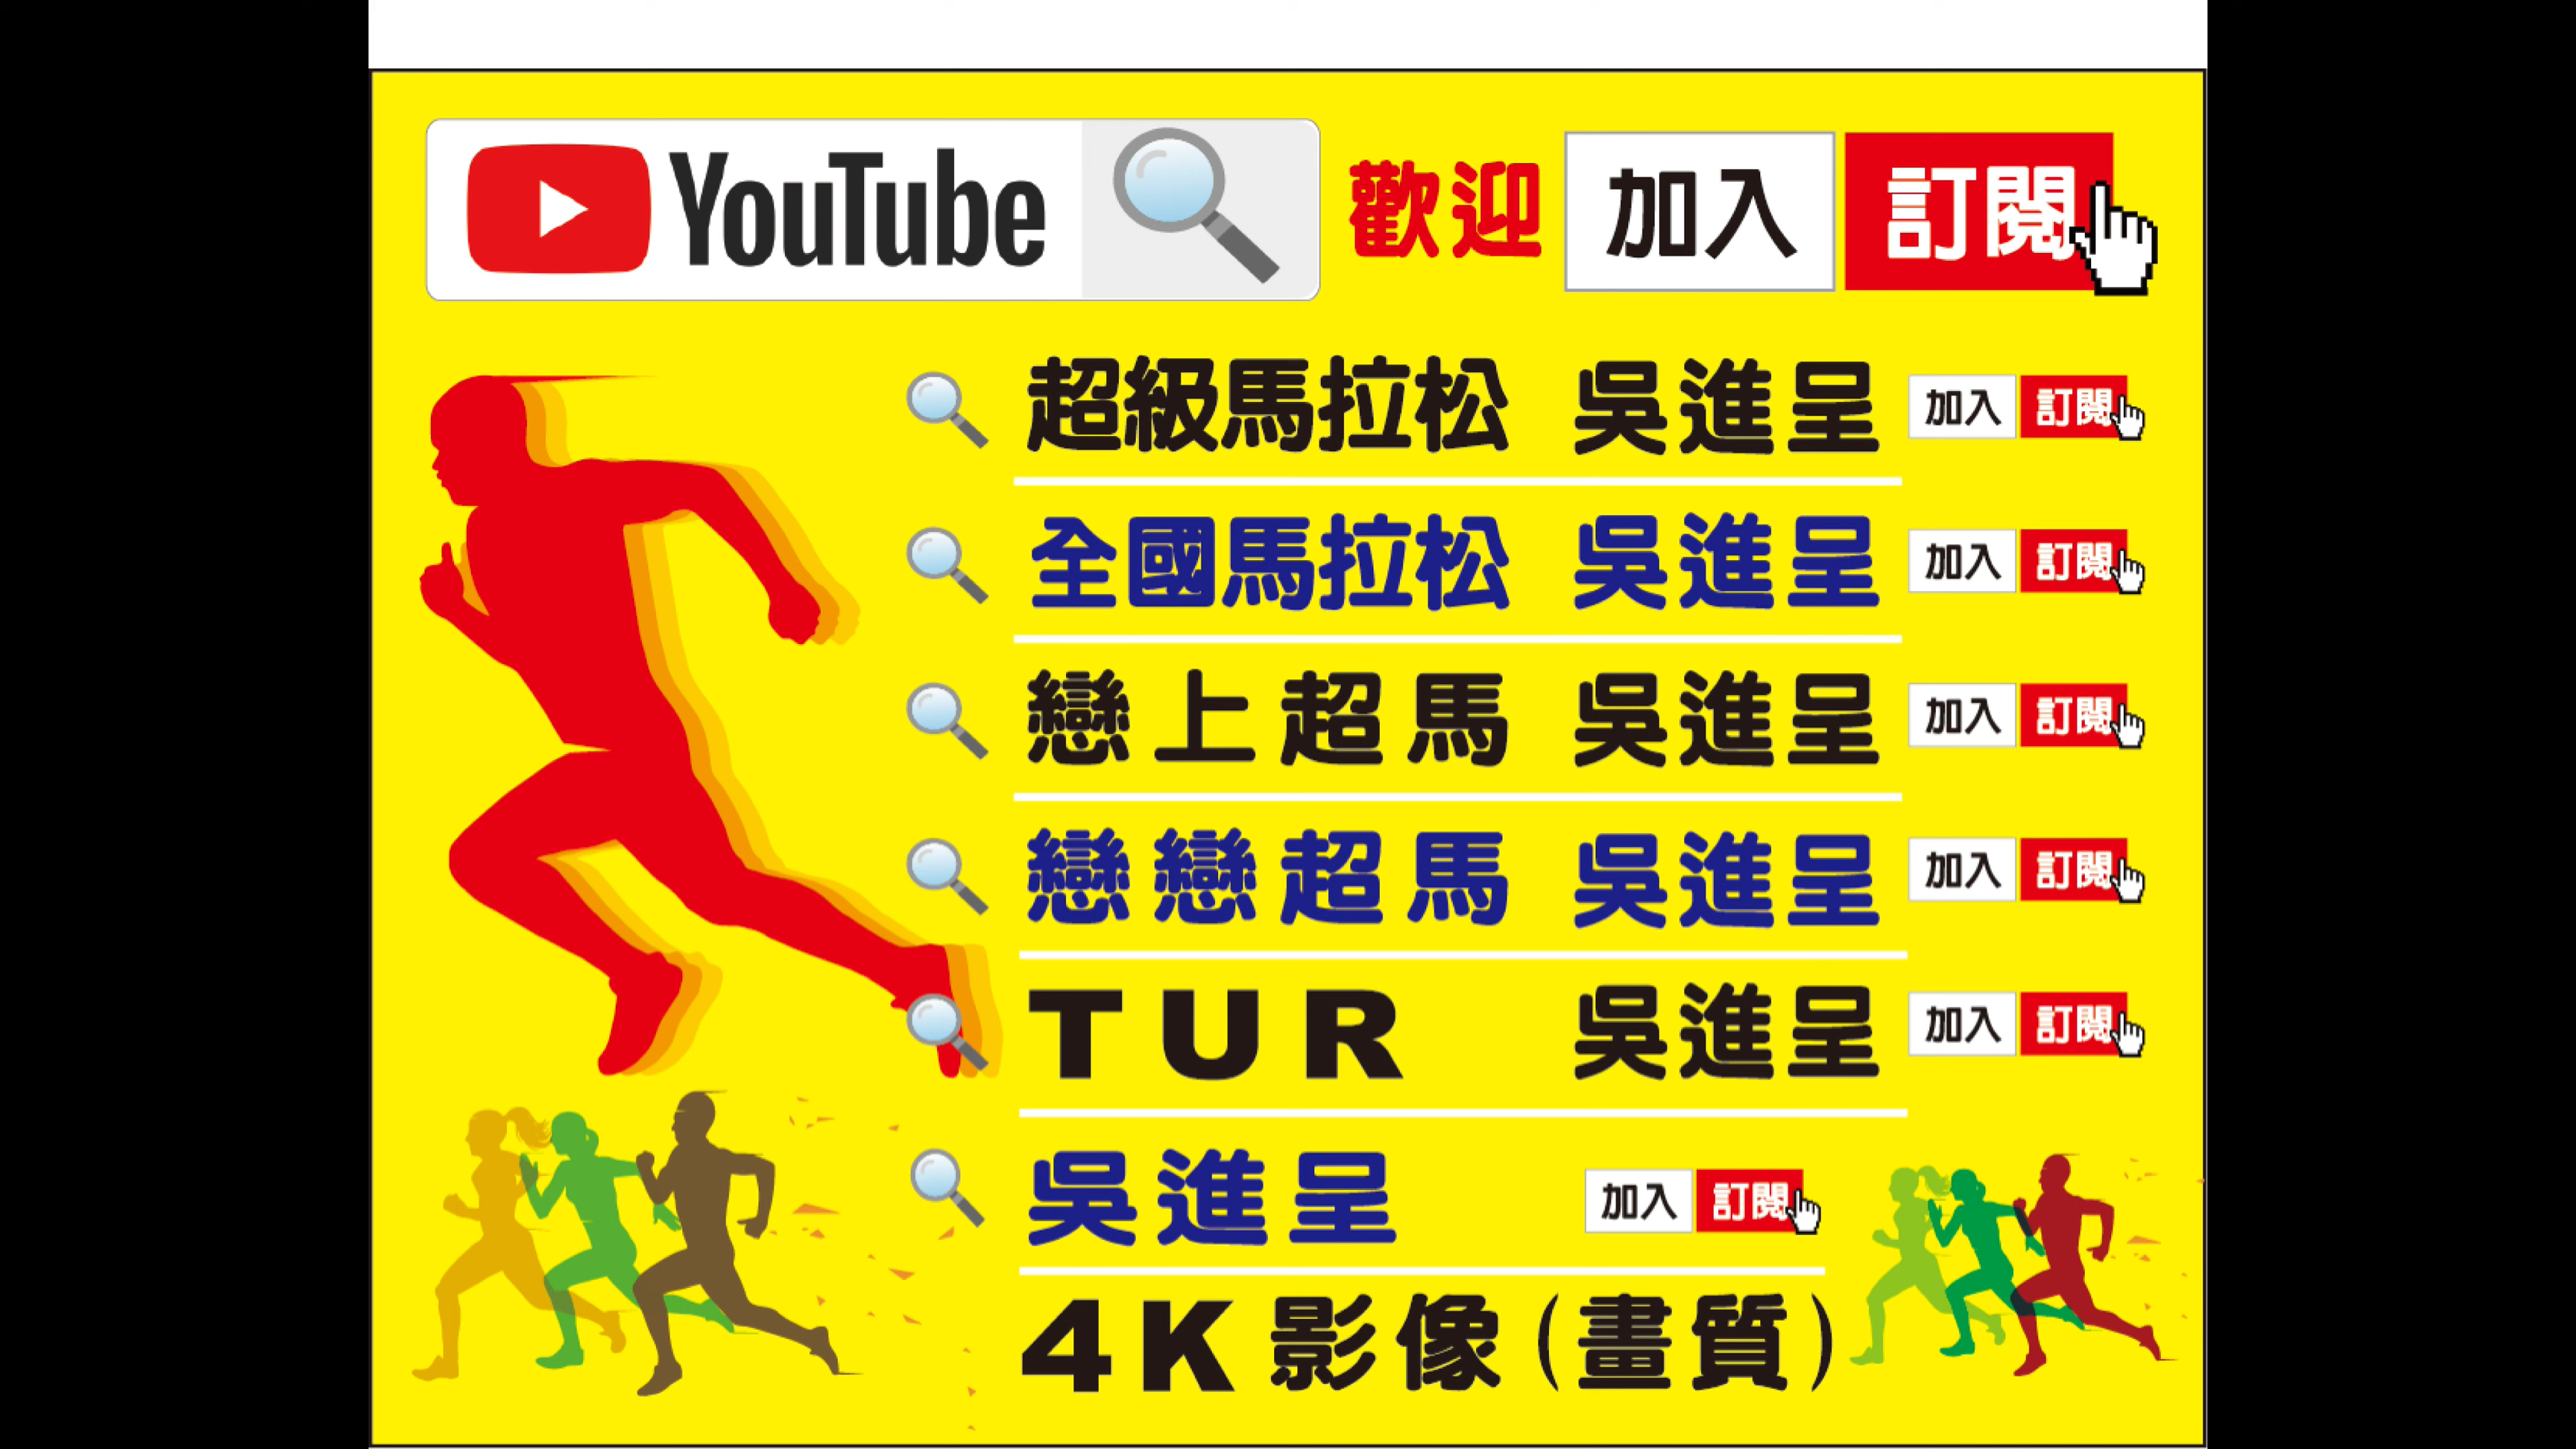 YouTube 歡迎 加入 訂閱
超級馬拉松 吳進呈 加入 訂閱
全國馬拉松 吳進呈 加入 訂閱
戀上超馬 吳進呈 加入 訂閱
戀戀超馬 吳進呈 加入 訂閱
TUR 吳進呈 加入 訂閱
吳進呈 加入 訂閱
4K影像(畫質)